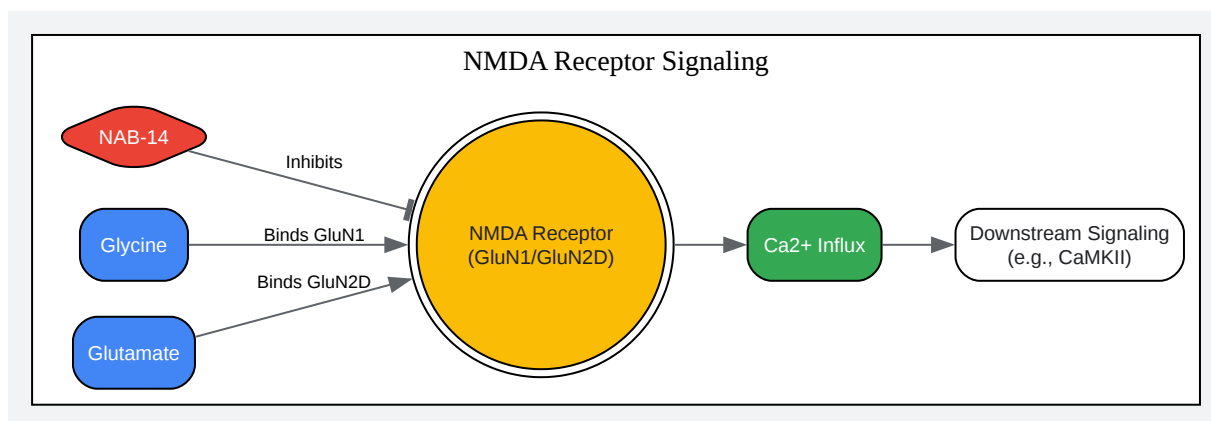 NMDA Receptor Signaling
NAB-14
Inhibits
Glycine
Binds GluN1
Binds GluN2D
Glutamate
NMDA Receptor
(GluN1/GluN2D)
Ca2+ Influx
Downstream Signaling
(e.g., CaMKII)